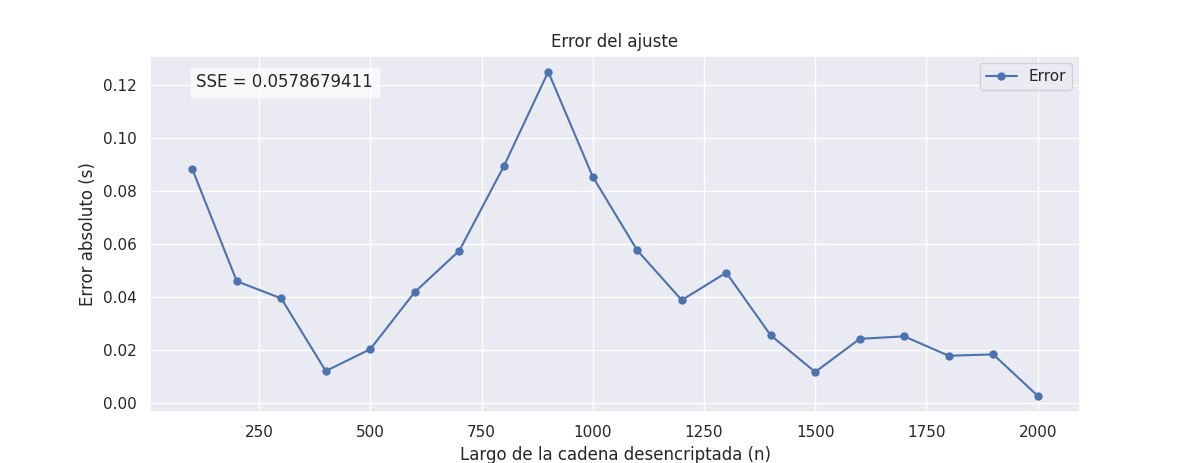 Error del ajuste
SSE = 0.0578679411
Error
Error absoluto (s)
0.12
0.10
0.08
0.06
0.04
0.02
0.00
250 500 750 1000 1250 1500 1750 2000
Largo de la cadena desencriptada (n)